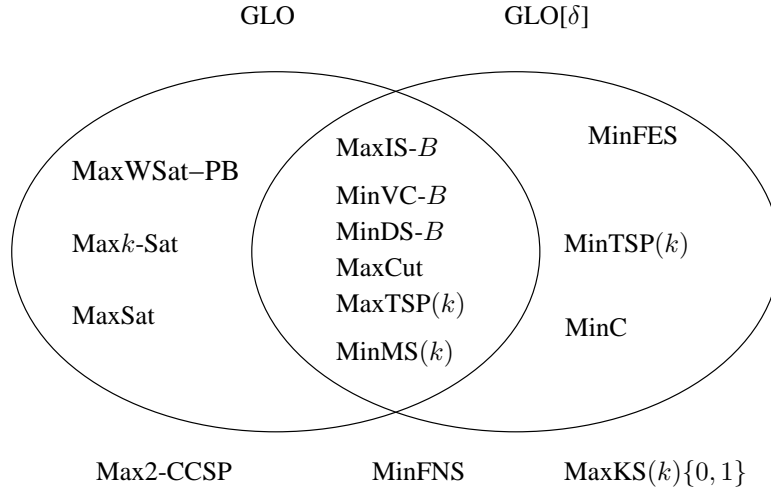 GLO GLO[δ]
MinFES
MaxIS-B
MaxWSat–PB
MinVC-B
MinDS-B
Maxk-Sat
MinTSP(k)
MaxCut
MaxTSP(k)
MaxSat
MinC
MinMS(k)
Max2-CCSP MinFNS MaxKS(k){0, 1}